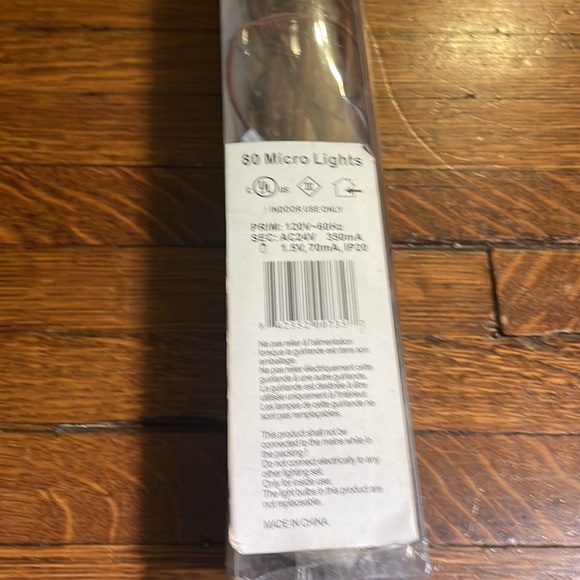 80 Micro Lights
C UL US III
INDOOR USE ONLY
PRIM: 120V~60Hz
SEC: AC24V 350mA
1.5V, 70mA, IP20
Ne pas relier à l'alimentation
lorsque la guirlande est dans son
emballage.
Ne pas relier électriquement cette
guirlande à une autre guirlande.
La guirlande est destinée à être
utilisée uniquement à l'intérieur.
Les lampes de cette guirlande ne
sont pas remplaçables.
This product shall not be
connected to the mains while in
the packing!
Do not connect electrically to any
other lighting set.
Only for inside use.
The light bulbs in this product are
not replaceable.
MADE IN CHINA